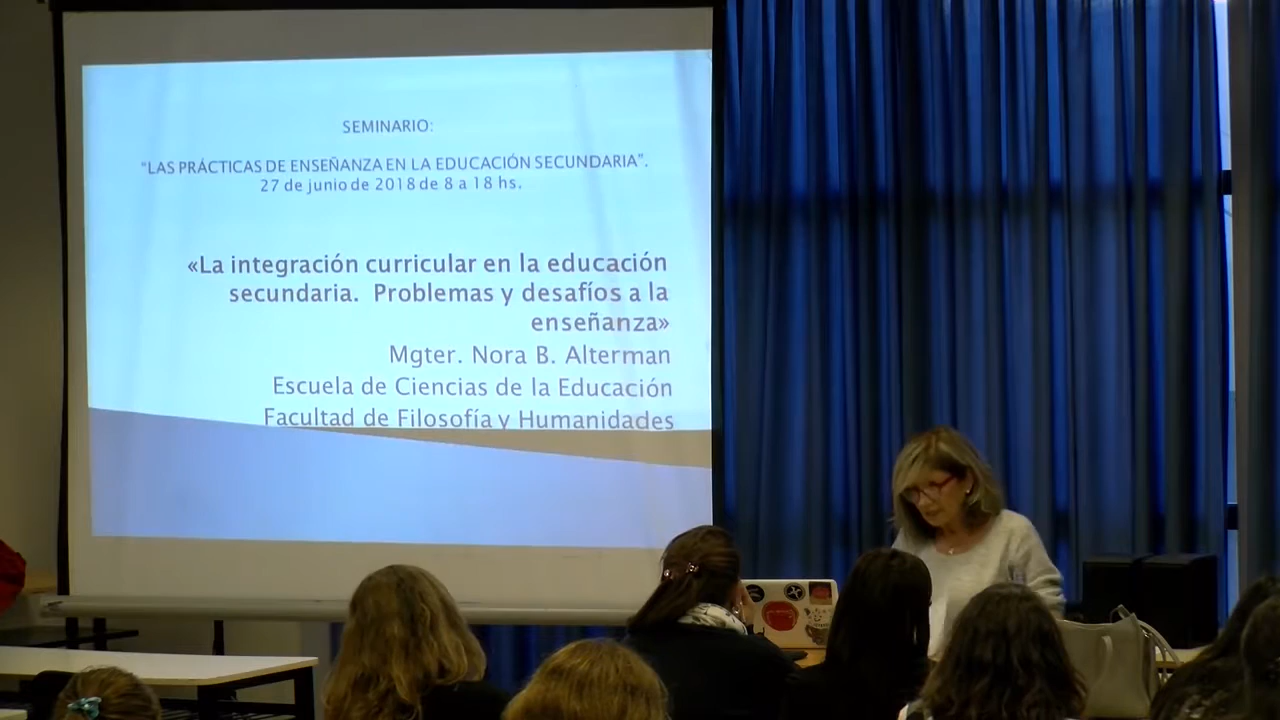 SEMINARIO:
"LAS PRÁCTICAS DE ENSEÑANZA EN LA EDUCACIÓN SECUNDARIA".
27 de junio de 2018 de 8 a 18 hs.
«La integración curricular en la educación
secundaria. Problemas y desafíos a la
enseñanza»
Mgter. Nora B. Alterman
Escuela de Ciencias de la Educación
Facultad de Filosofía y Humanidades